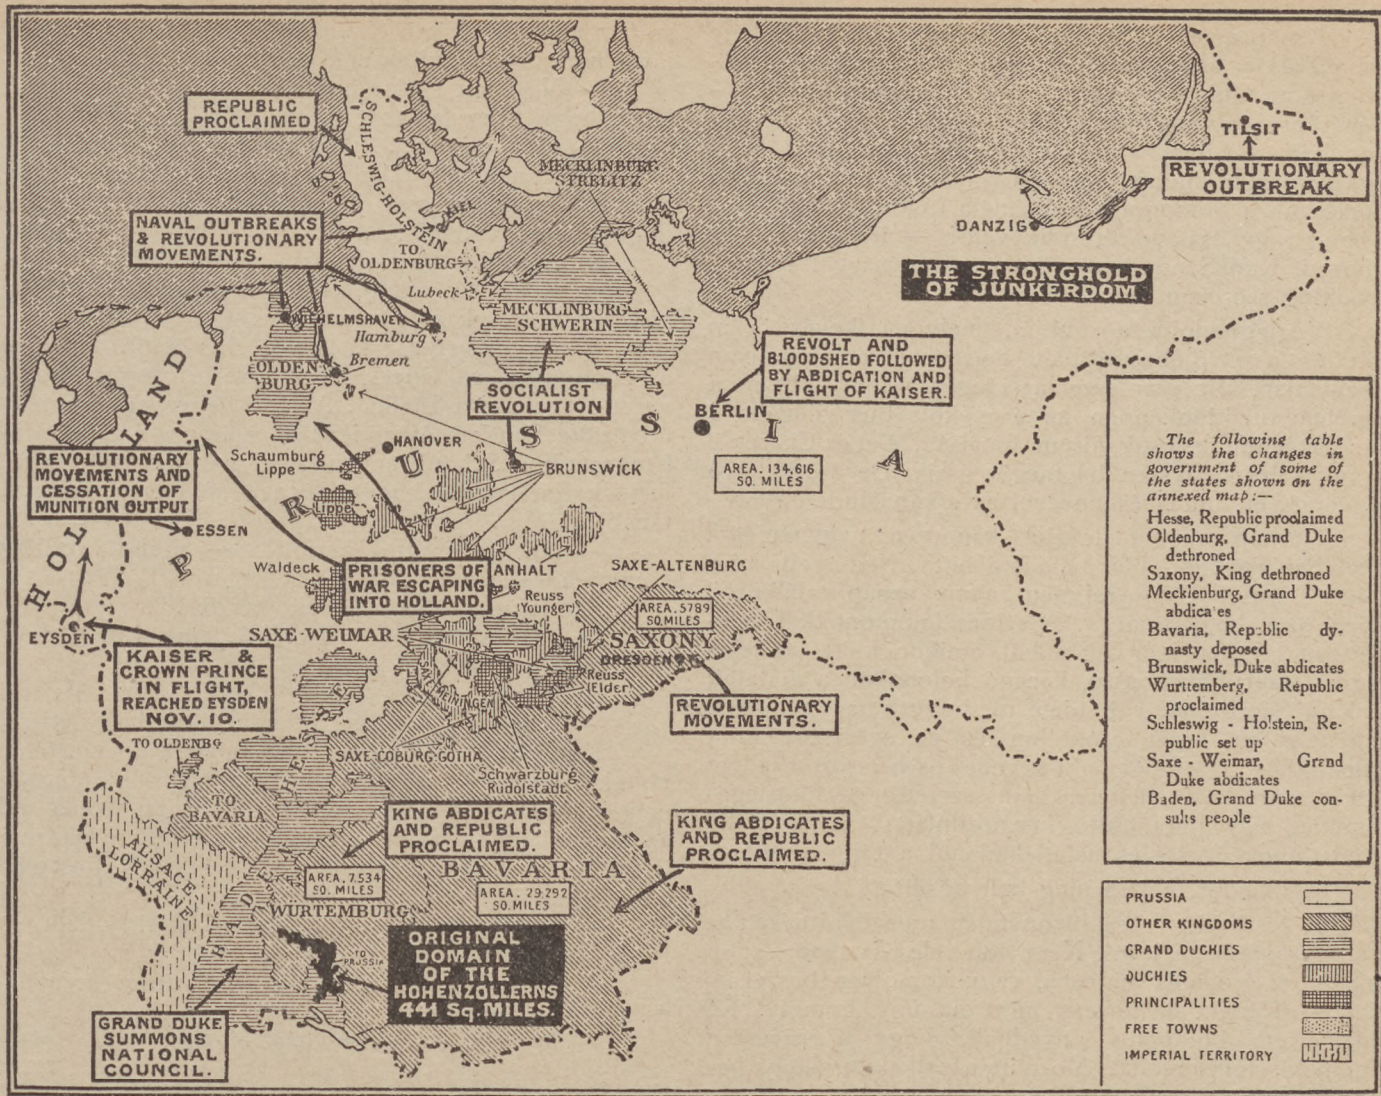 REPUBLIC
PROCLAIMED
SCHLESWIG-HOLSTEIN
KIEL
MECKLINBURG
STRELITZ
TILSIT
REVOLUTIONARY
OUTBREAK
NAVAL OUTBREAKS
& REVOLUTIONARY
MOVEMENTS.
TO
OLDENBURG
DANZIG
THE STRONGHOLD
OF JUNKERDOM
Lubeck
MECKLINBURG
SCHWERIN
WILHELMSHAVEN
Hamburg
Bremen
OLDEN
BURG
REVOLT AND
BLOODSHED FOLLOWED
BY ABDICATION AND
FLIGHT OF KAISER.
SOCIALIST
REVOLUTION
BERLIN
HOLLAND
PRUSSIA
HANOVER
Schaumburg
Lippe
BRUNSWICK
AREA. 134,616
SQ. MILES
REVOLUTIONARY
MOVEMENTS AND
CESSATION OF
MUNITION OUTPUT
Lippe
ESSEN
Waldeck
PRISONERS OF
WAR ESCAPING
INTO HOLLAND.
ANHALT
SAXE-ALTENBURG
Reuss
(Younger)
AREA. 5789
SQ. MILES
SAXE-WEIMAR
SAXONY
DRESDEN
EYSDEN
KAISER &
CROWN PRINCE
IN FLIGHT,
REACHED EYSDEN
NOV. 10.
Reuss
(Elder)
SAXE MEININGEN
REVOLUTIONARY
MOVEMENTS.
HESSE
TO OLDENBG
SAXE-COBURG-GOTHA
Schwarzburg
Rudolstadt
TO
BAVARIA
KING ABDICATES
AND REPUBLIC
PROCLAIMED.
KING ABDICATES
AND REPUBLIC
PROCLAIMED.
ALSACE
LORRAINE
BAVARIA
AREA. 7,534
SQ. MILES
AREA. 29,292
SQ. MILES
BADEN
WURTEMBURG
TO
PRUSSIA
ORIGINAL
DOMAIN
OF THE
HOHENZOLLERNS
441 Sq. MILES.
GRAND DUKE
SUMMONS
NATIONAL
COUNCIL.
The following table
shows the changes in
government of some of
the states shown on the
annexed map:—
Hesse, Republic proclaimed
Oldenburg, Grand Duke
dethroned
Saxony, King dethroned
Mecklenburg, Grand Duke
abdicates
Bavaria, Republic dy-
nasty deposed
Brunswick, Duke abdicates
Wurttemberg, Republic
proclaimed
Schleswig - Holstein, Re-
public set up
Saxe - Weimar, Grand
Duke abdicates
Baden, Grand Duke con-
sults people
PRUSSIA
OTHER KINGDOMS
GRAND DUCHIES
DUCHIES
PRINCIPALITIES
FREE TOWNS
IMPERIAL TERRITORY